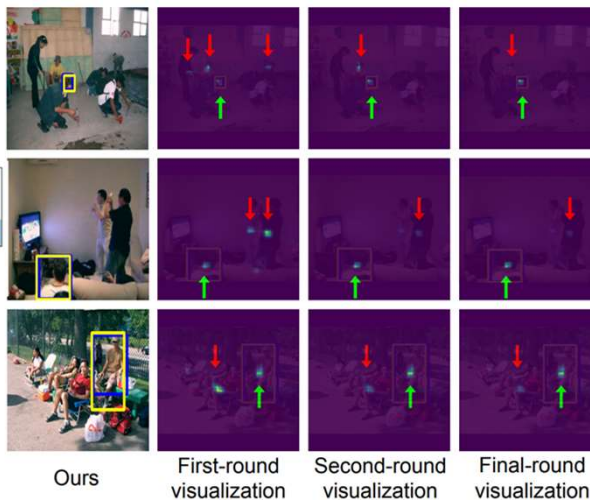 Ours
First-round
visualization
Second-round
visualization
Final-round
visualization